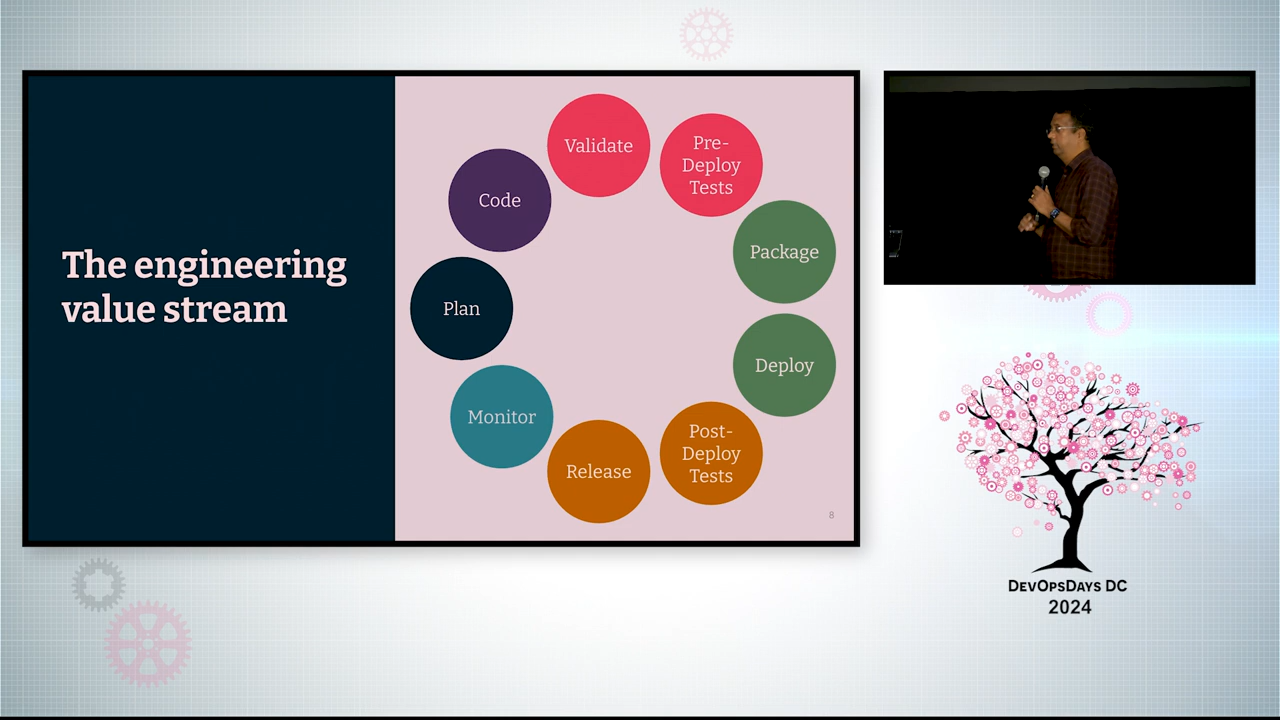 The engineering
value stream
Validate
Pre-
Deploy
Tests
Code
Package
Plan
Deploy
Monitor
Post-
Deploy
Tests
Release
8
DevOpsDays DC
2024